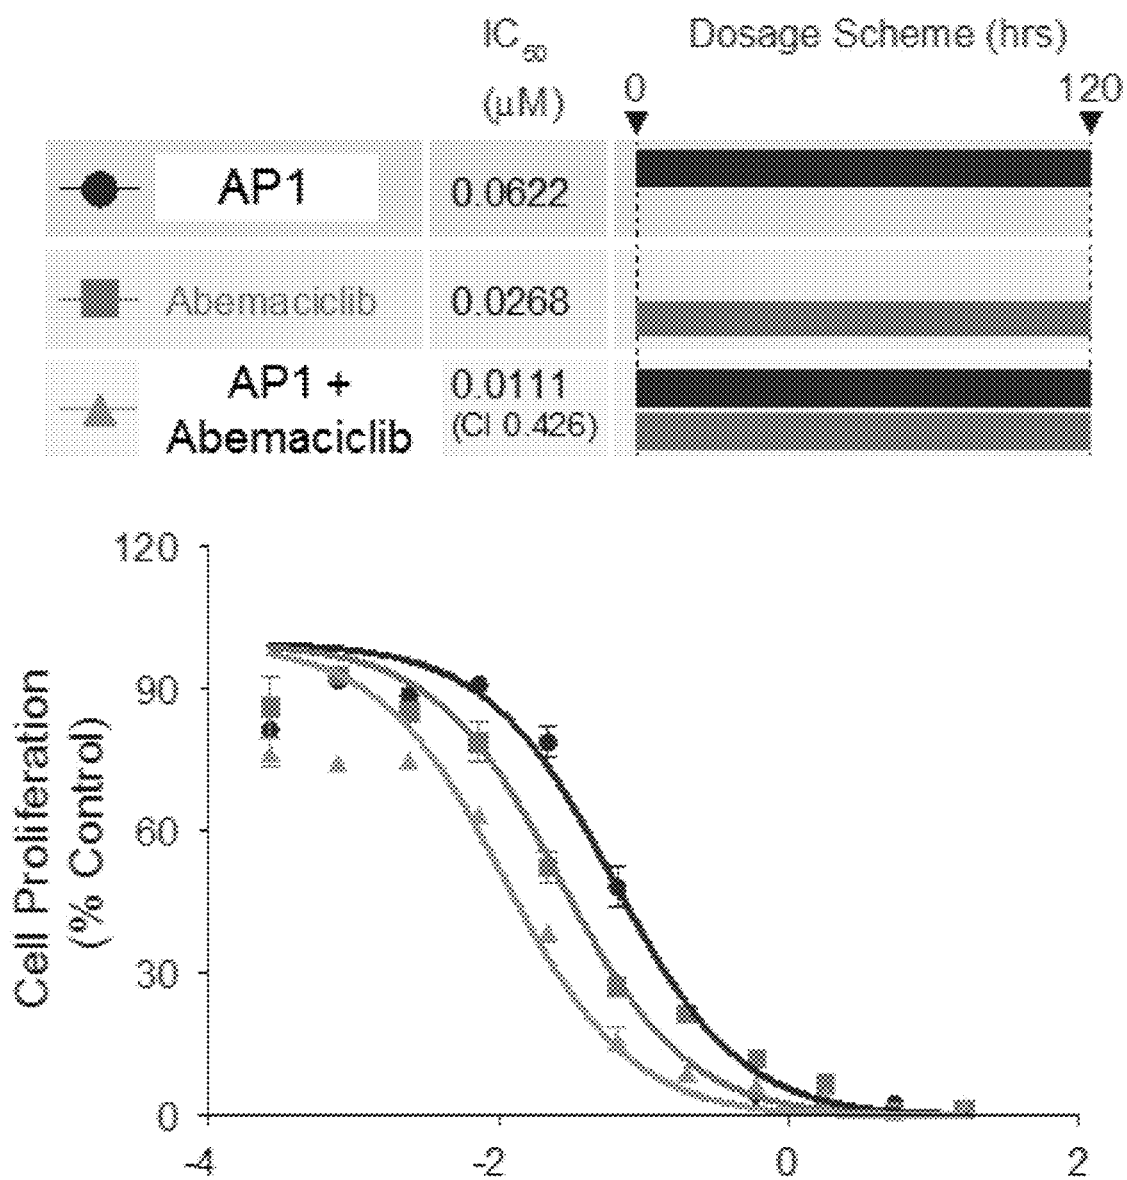 IC50 Dosage Scheme (hrs)
(µM) 0 120
AP1 0.0622
Abemaciclib 0.0268
AP1 + 0.0111
Abemaciclib (CI 0.426)
120
90
60
30
0
Cell Proliferation
(% Control)
-4 -2 0 2